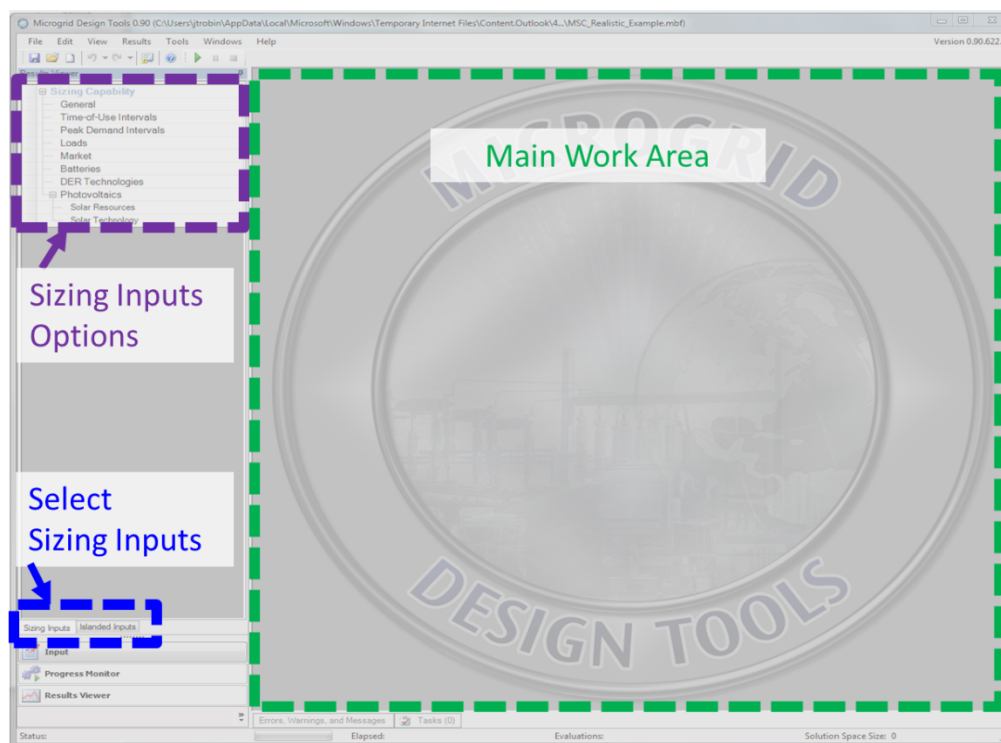 Microgrid Design Tools 0.90 (C:\Users\jtrobin\AppData\Local\Microsoft\Windows\Temporary Internet Files\Content.Outlook\4...\MSC_Realistic_Example.mbf)
File Edit View Results Tools Windows Help
Version 0.90.622.
Results Viewer
Sizing Capability
General
Time-of-Use Intervals
Peak Demand Intervals
Loads
Market
Batteries
DER Technologies
Photovoltaics
Solar Resources
Solar Technology
Main Work Area
MICROGRID
Sizing Inputs
Options
Select
Sizing Inputs
DESIGN TOOLS
Sizing Inputs Islanded Inputs
Input
Progress Monitor
Results Viewer
Errors, Warnings, and Messages Tasks (0)
Status: Elapsed: Evaluations: Solution Space Size: 0